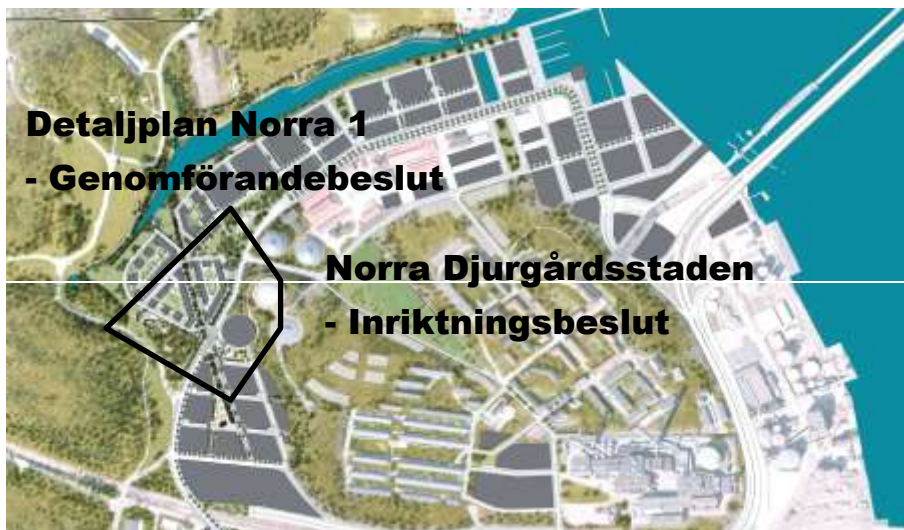 Detaljplan Norra 1
- Genomförandebeslut
Norra Djurgårdsstaden
- Inriktningsbeslut